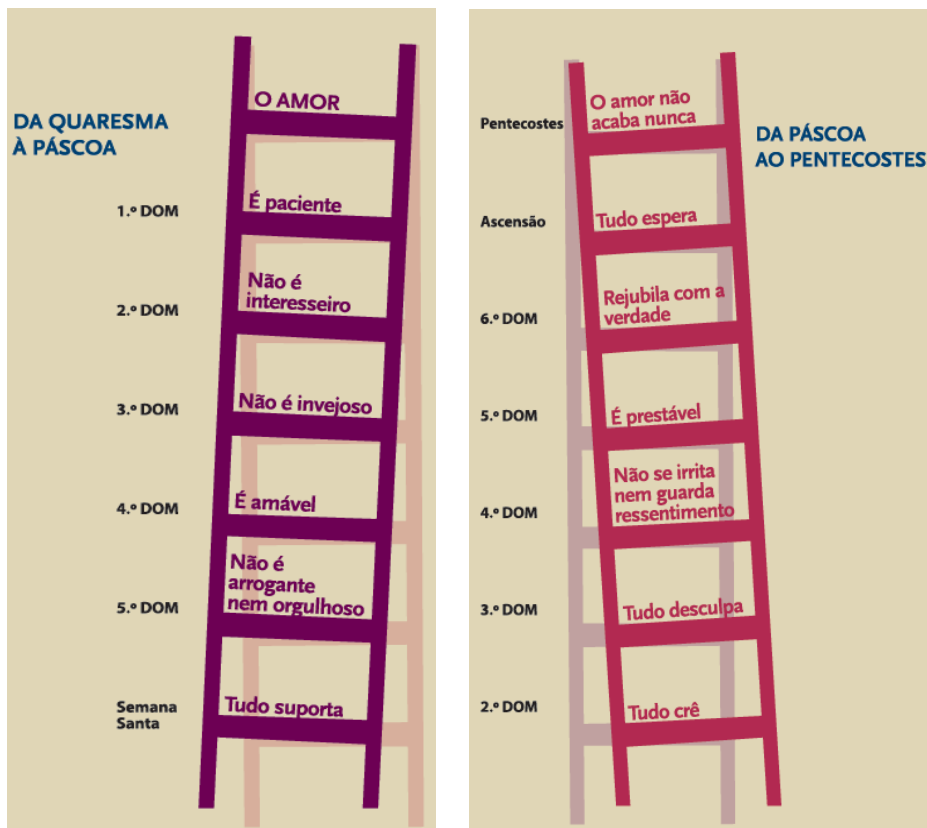 DA QUARESMA
À PÁSCOA
O AMOR
1.º DOM
É paciente
2.º DOM
Não é
interesseiro
3.º DOM
Não é invejoso
4.º DOM
É amável
5.º DOM
Não é
arrogante
nem orgulhoso
Semana
Santa
Tudo suporta
DA PÁSCOA
AO PENTECOSTES
Pentecostes
O amor não
acaba nunca
Ascensão
Tudo espera
6.º DOM
Rejubila com a
verdade
5.º DOM
É prestável
4.º DOM
Não se irrita
nem guarda
ressentimento
3.º DOM
Tudo desculpa
2.º DOM
Tudo crê